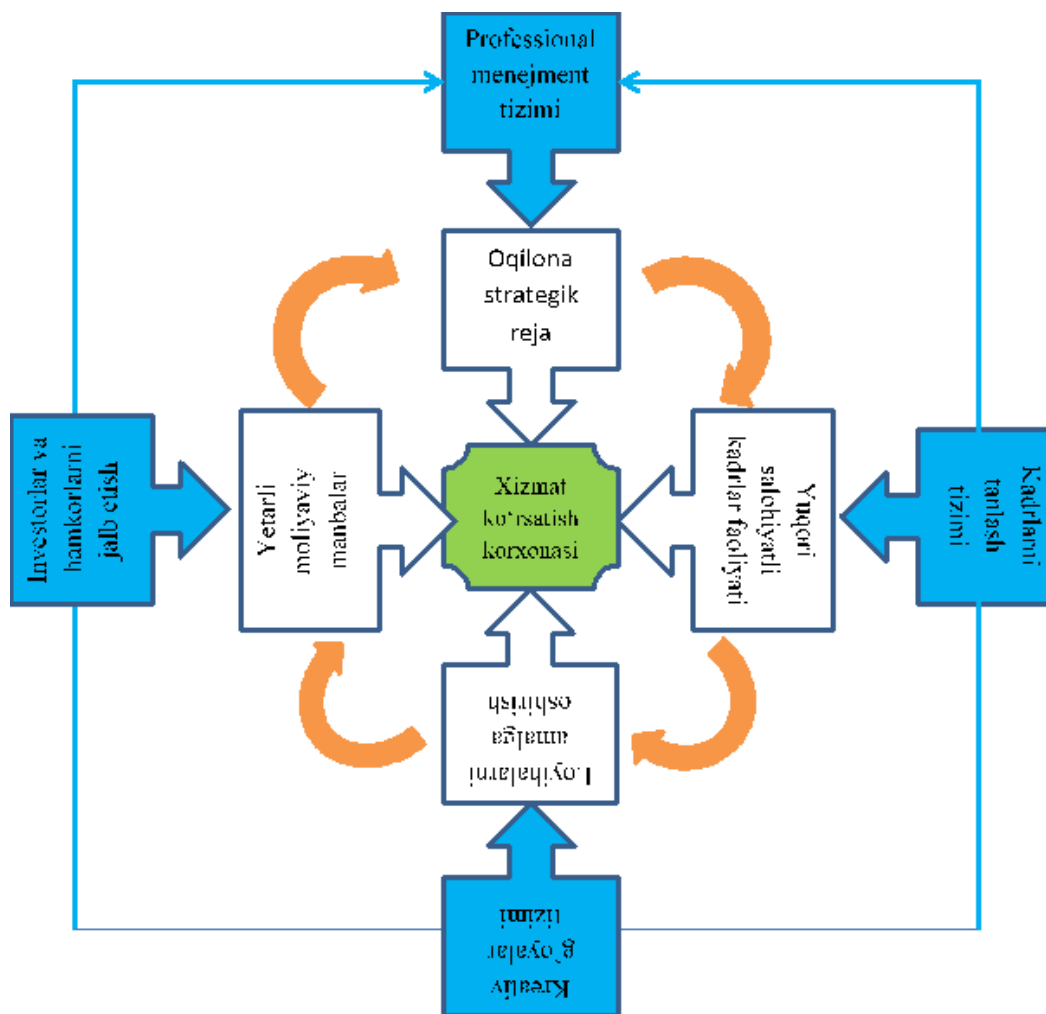 Professional
menejment
tizimi
Oqilona
strategik
reja
Investorlar va
hamkorlarni
jalb etish
Yetarli
moliyaviy
manbalar
Xizmat
ko‘rsatish
korxonasi
Yuqori
salohiyatli
kadrlar faoliyati
Kadrlarni
tanlash
tizimi
Loyihalarni
amalga
oshirish
Kreativ
g‘oyalar
tizimi